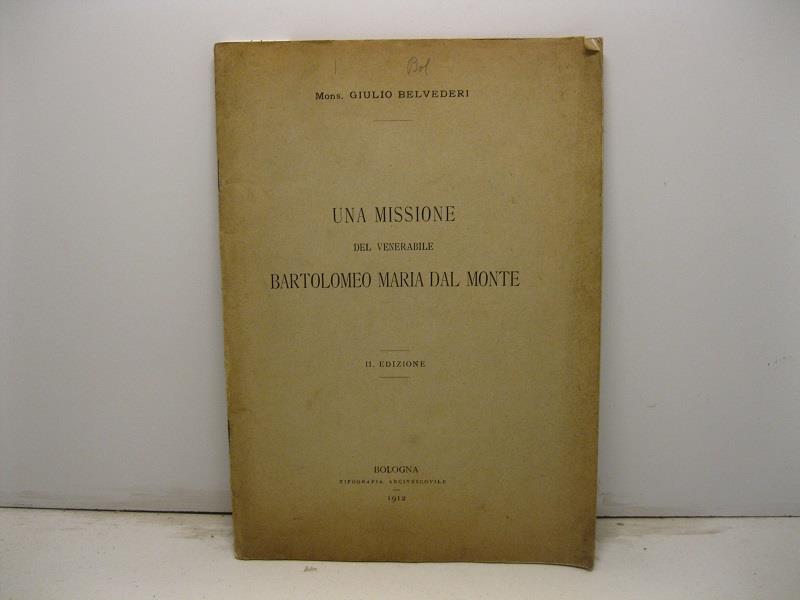 Bol
Mons. GIULIO BELVEDERI
UNA MISSIONE
DEL VENERABILE
BARTOLOMEO MARIA DAL MONTE
II. EDIZIONE
BOLOGNA
TIPOGRAFIA ARCIVESCOVILE
1912